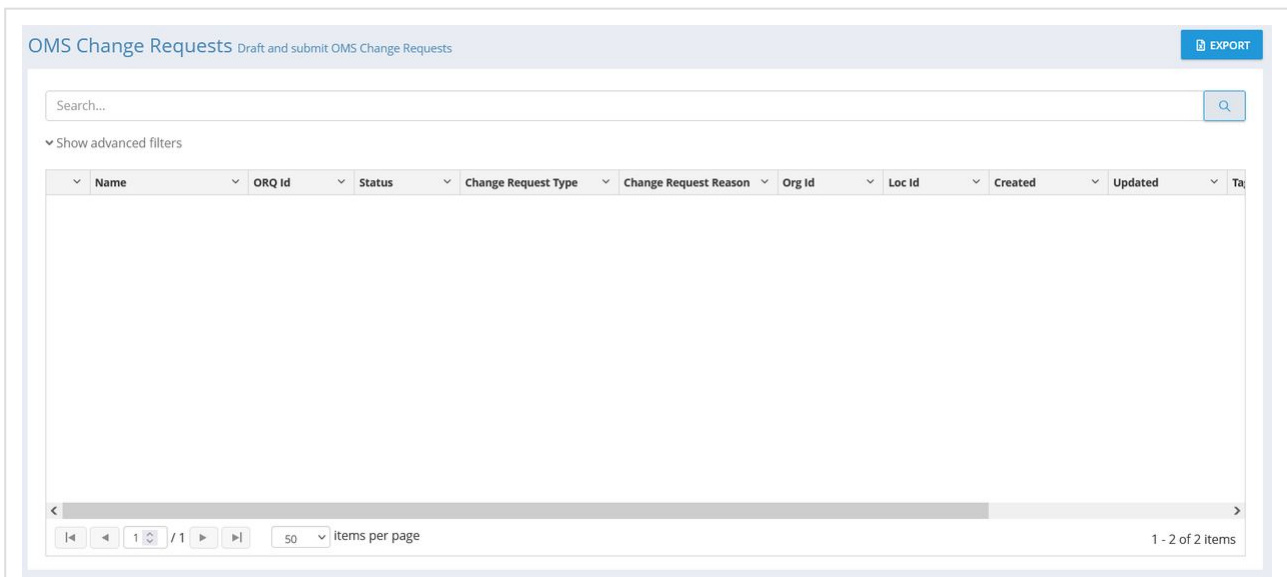 OMS Change Requests Draft and submit OMS Change Requests
EXPORT
Search...
Show advanced filters
Name ORQ Id Status Change Request Type Change Request Reason Org Id Loc Id Created Updated
1 / 1 50 items per page 1 - 2 of 2 items